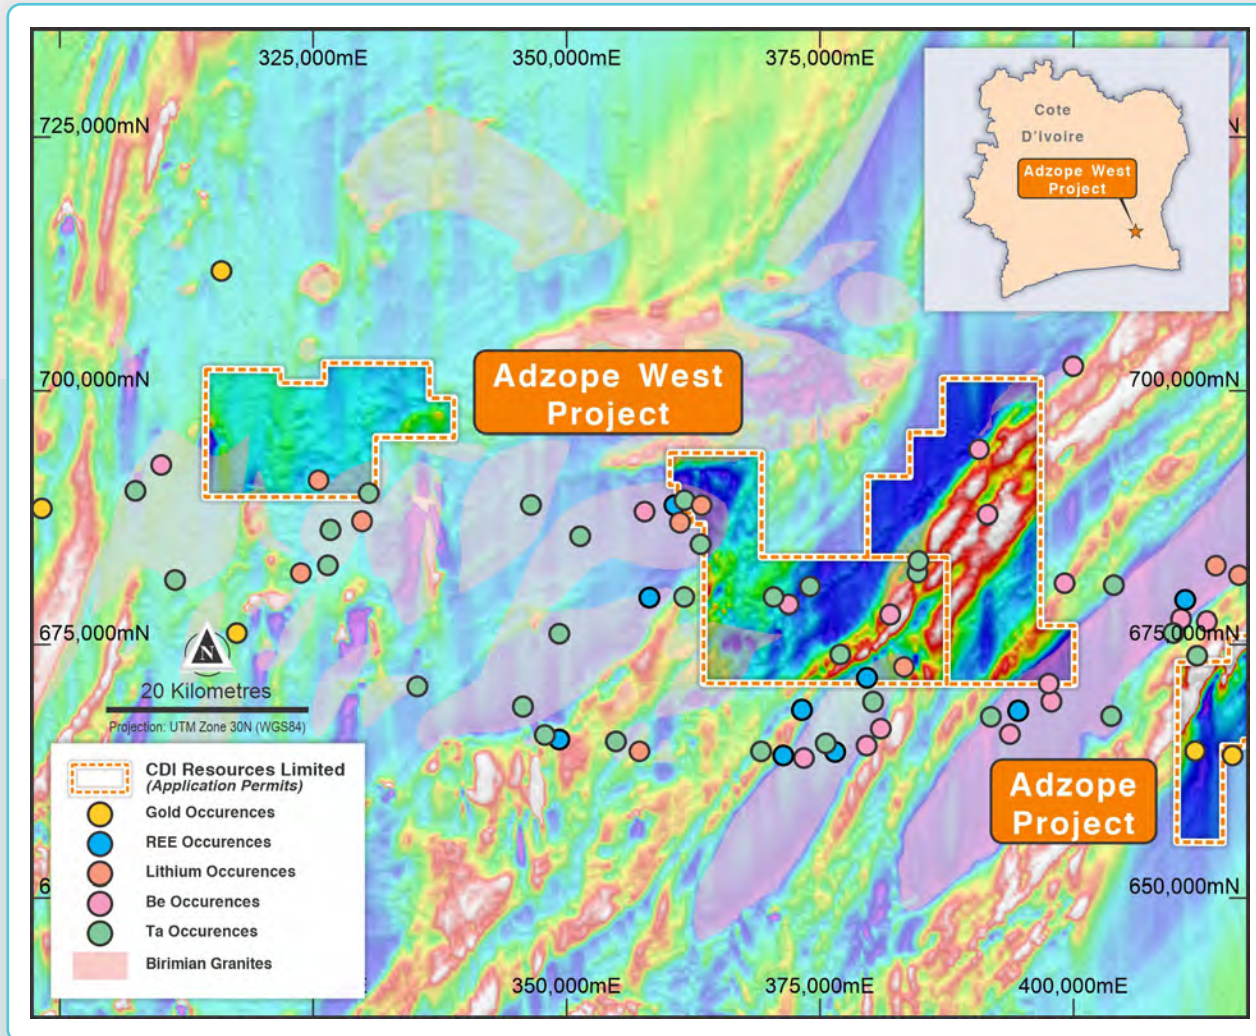 325,000mE
350,000mE
375,000mE
725,000mN
N
Cote
D'Ivoire
Adzope West
Project
700,000mN
700,000mN
Adzope West
Project
675,000mN
675,000mN
N
20 Kilometres
Projection: UTM Zone 30N (WGS84)
CDI Resources Limited
(Application Permits)
Gold Occurences
REE Occurences
Lithium Occurences
Be Occurences
Ta Occurences
Birimian Granites
Adzope
Project
6
650,000mN
mE
350,000mE
375,000mE
400,000mE